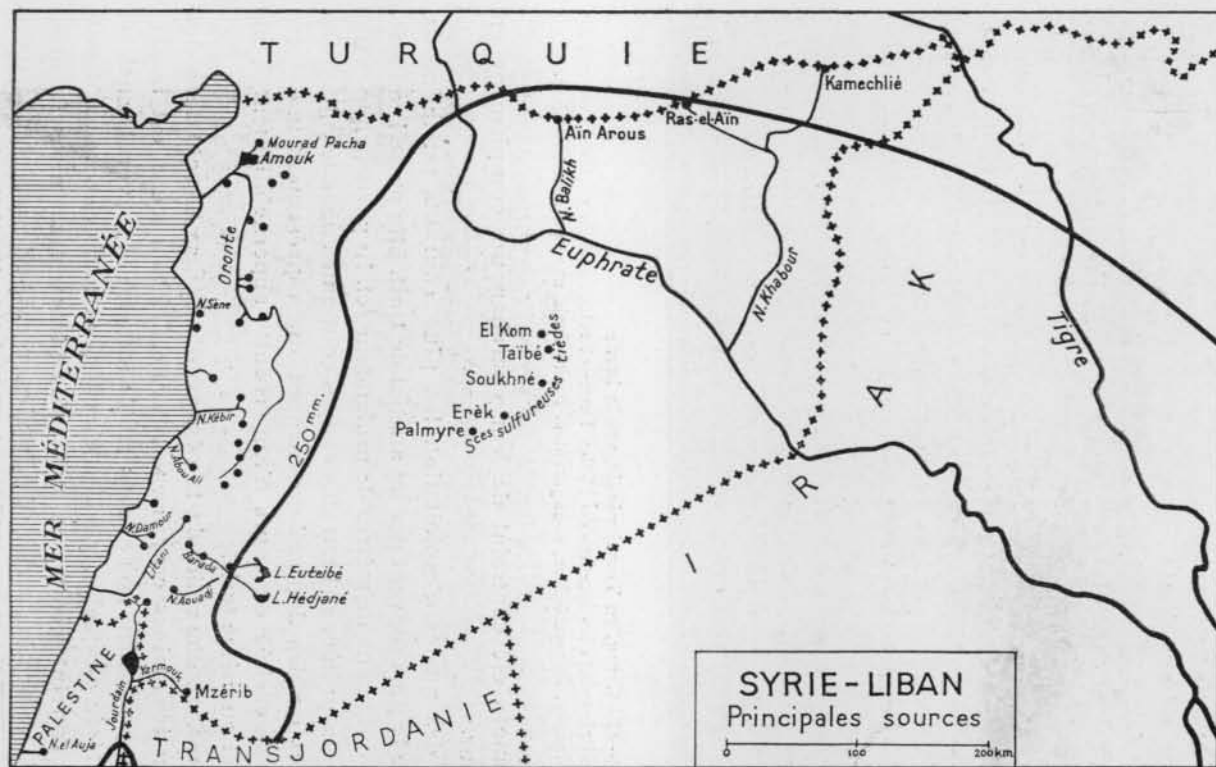 TURQUIE
Kamechlié
Mourad Pacha
Amouk
Aïn Arous
Ras-el-Aïn
N. Balikh
Oronte
Euphrate
N. Khabour
IRAK
Tigre
MER MÉDITERRANÉE
N. Sène
El Kom
Taïbé
Soukhné
Erèk
Palmyre
Sces sulfureuses tièdes
250 mm.
N. Kébir
N. Abou Ali
N. Damour
Litani
Barada
N. Aouadj
L. Euteibé
L. Hédjané
PALESTINE
Yarmouk
Mzérib
Jourdain
N. el Auja
TRANSJORDANIE
SYRIE-LIBAN
Principales sources
0 100 200 km.